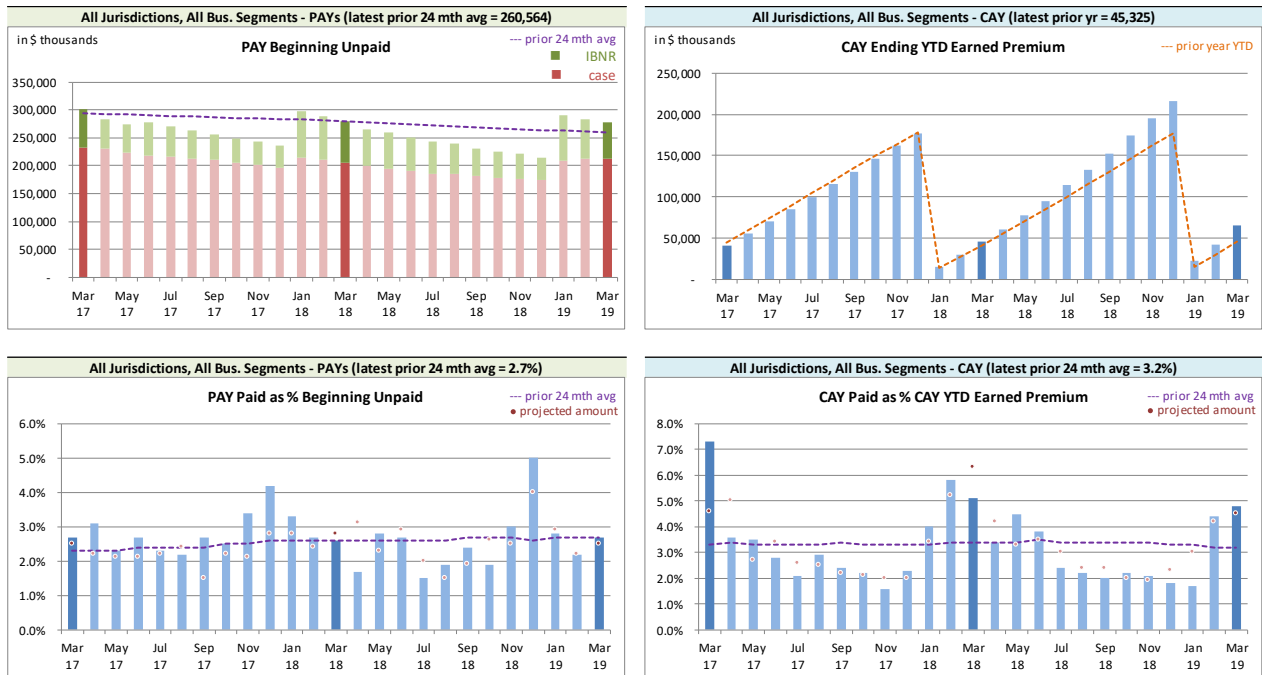 All Jurisdictions, All Bus. Segments - PAYs (latest prior 24 mth avg = 260,564)
in $ thousands
PAY Beginning Unpaid
--- prior 24 mth avg
IBNR
case
350,000
300,000
250,000
200,000
150,000
100,000
50,000
-
Mar May Jul Sep Nov Jan Mar May Jul Sep Nov Jan Mar
17 17 17 17 17 18 18 18 18 18 18 19 19
All Jurisdictions, All Bus. Segments - CAY (latest prior yr = 45,325)
in $ thousands
CAY Ending YTD Earned Premium
--- prior year YTD
250,000
200,000
150,000
100,000
50,000
-
Mar May Jul Sep Nov Jan Mar May Jul Sep Nov Jan Mar
17 17 17 17 17 18 18 18 18 18 18 19 19
All Jurisdictions, All Bus. Segments - PAYs (latest prior 24 mth avg = 2.7%)
PAY Paid as % Beginning Unpaid
--- prior 24 mth avg
• projected amount
6.0%
5.0%
4.0%
3.0%
2.0%
1.0%
0.0%
Mar May Jul Sep Nov Jan Mar May Jul Sep Nov Jan Mar
17 17 17 17 17 18 18 18 18 18 18 19 19
All Jurisdictions, All Bus. Segments - CAY (latest prior 24 mth avg = 3.2%)
CAY Paid as % CAY YTD Earned Premium
--- prior 24 mth avg
• projected amount
8.0%
7.0%
6.0%
5.0%
4.0%
3.0%
2.0%
1.0%
0.0%
Mar May Jul Sep Nov Jan Mar May Jul Sep Nov Jan Mar
17 17 17 17 17 18 18 18 18 18 18 19 19